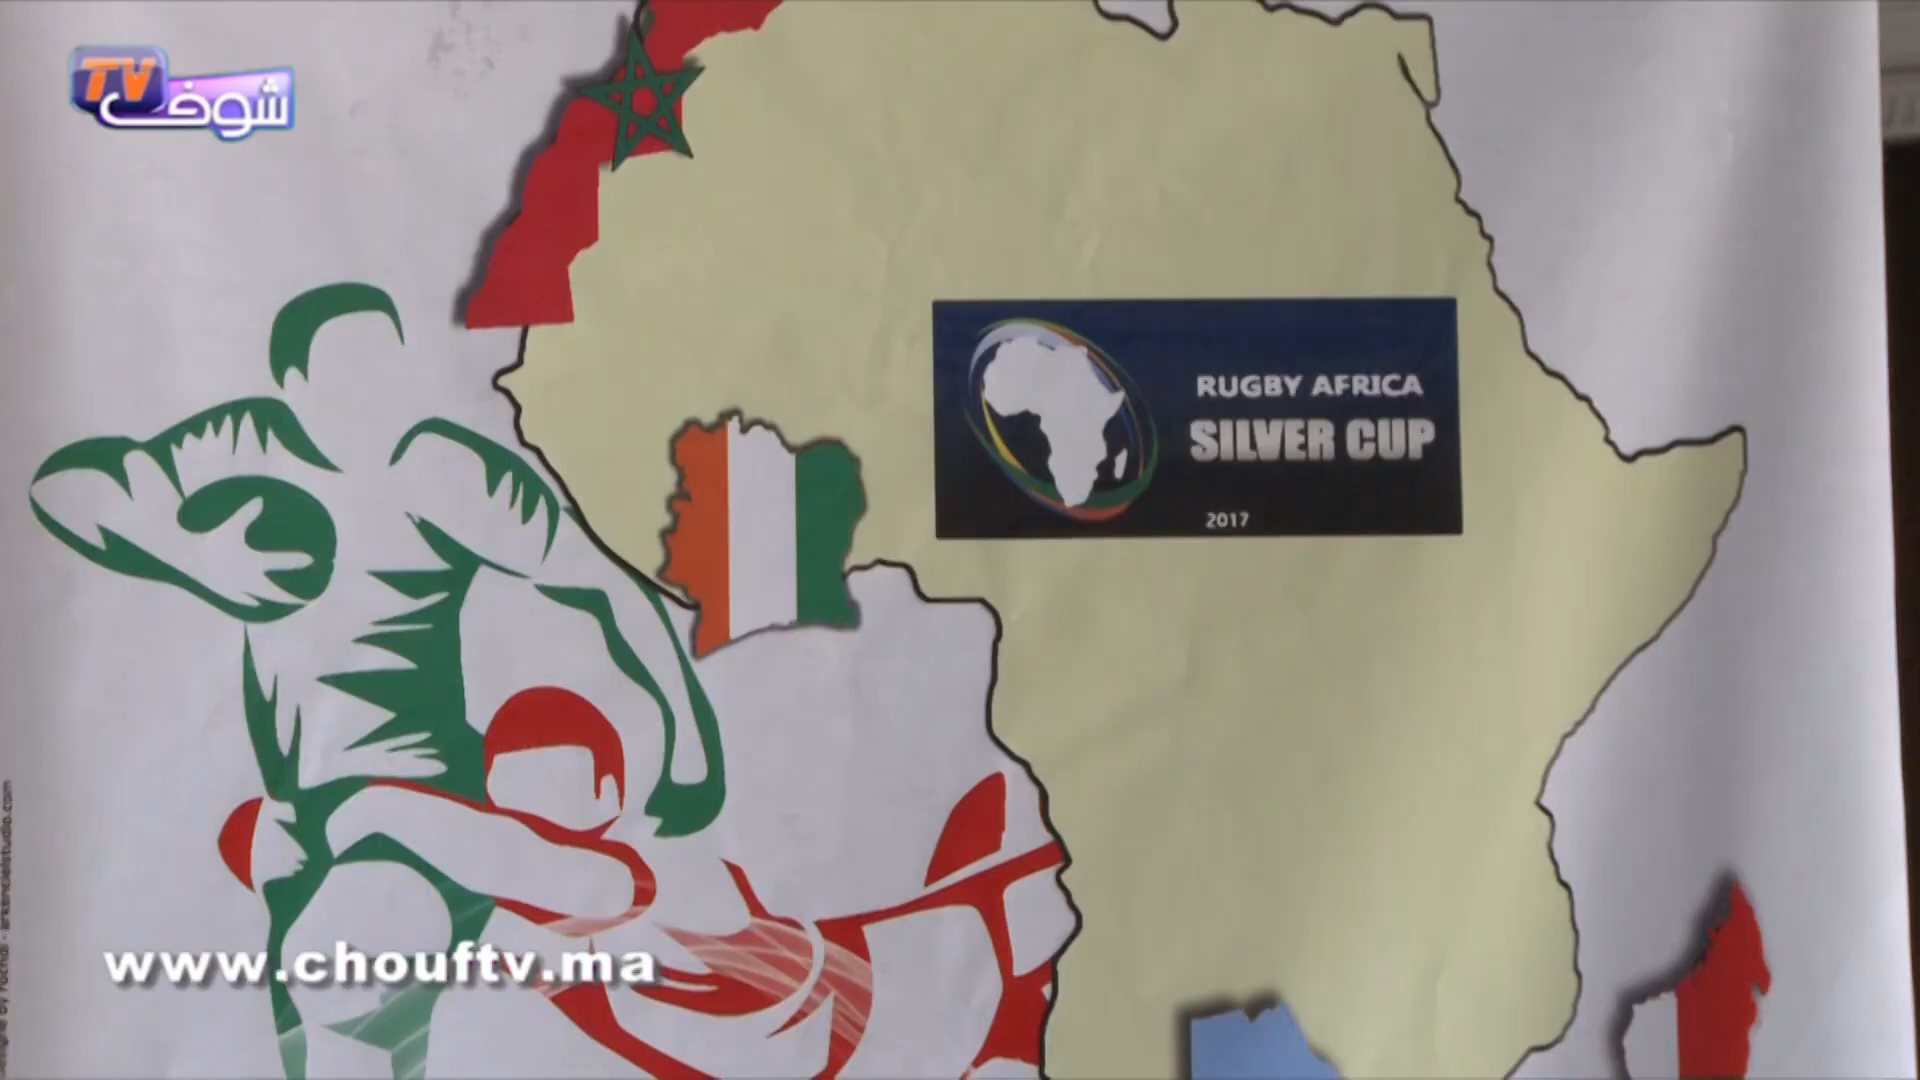 TV
شوف
RUGBY AFRICA
SILVER CUP
2017
www.chouftv.ma